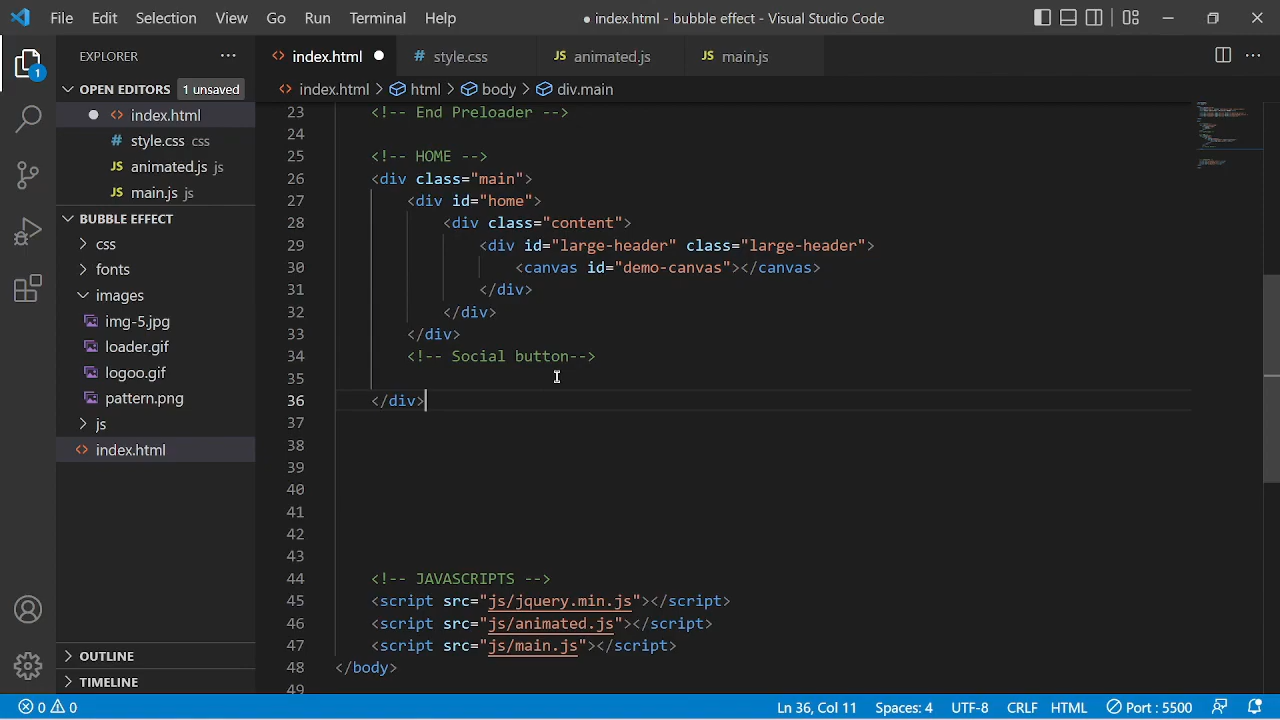 File Edit Selection View Go Run Terminal Help
● index.html - bubble effect - Visual Studio Code
EXPLORER ···
1
OPEN EDITORS 1 unsaved
● <> index.html
# style.css css
JS animated.js js
JS main.js js
BUBBLE EFFECT
css
fonts
images
img-5.jpg
loader.gif
logoo.gif
pattern.png
js
<> index.html
OUTLINE
TIMELINE
<> index.html ● # style.css JS animated.js JS main.js ···
<> index.html > html > body > div.main
23 <!-- End Preloader -->
24
25 <!-- HOME -->
26 <div class="main">
27 <div id="home">
28 <div class="content">
29 <div id="large-header" class="large-header">
30 <canvas id="demo-canvas"></canvas>
31 </div>
32 </div>
33 </div>
34 <!-- Social button-->
35
36 </div>
37
38
39
40
41
42
43
44 <!-- JAVASCRIPTS -->
45 <script src="js/jquery.min.js"></script>
46 <script src="js/animated.js"></script>
47 <script src="js/main.js"></script>
48 </body>
49
0 0 Ln 36, Col 11 Spaces: 4 UTF-8 CRLF HTML Port : 5500